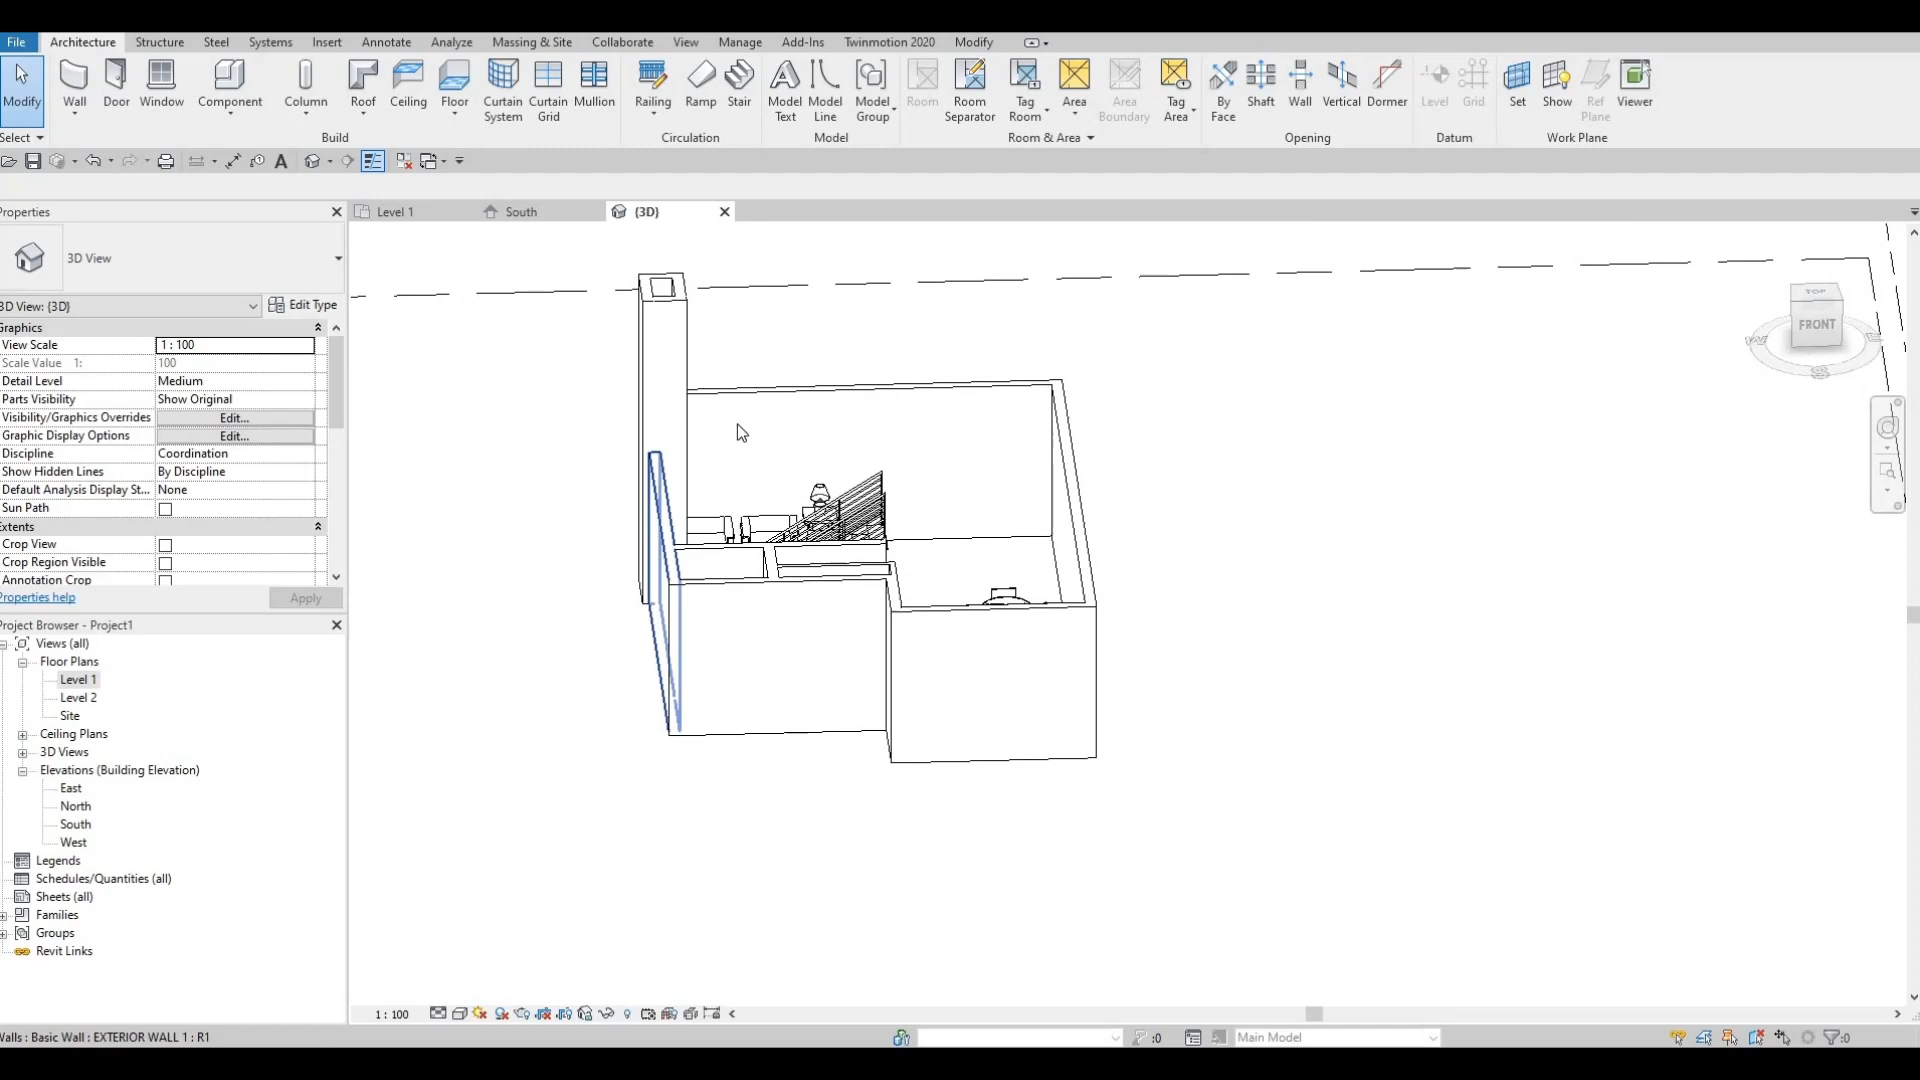 File Architecture Structure Steel Systems Insert Annotate Analyze Massing & Site Collaborate View Manage Add-Ins Twinmotion 2020 Modify
Modify Wall Door Window Component Column Roof Ceiling Floor Curtain System Curtain Grid Mullion Railing Ramp Stair Model Text Model Line Model Group Room Room Separator Tag Room Area Area Boundary Tag Area By Face Shaft Wall Vertical Dormer Level Grid Set Show Ref Plane Viewer
Select Build Circulation Model Room & Area Opening Datum Work Plane
Properties
Level 1 South {3D}
3D View
3D View: {3D} Edit Type
Graphics
View Scale 1 : 100
Scale Value 1: 100
Detail Level Medium
Parts Visibility Show Original
Visibility/Graphics Overrides Edit...
Graphic Display Options Edit...
Discipline Coordination
Show Hidden Lines By Discipline
Default Analysis Display St... None
Sun Path
Extents
Crop View
Crop Region Visible
Annotation Crop
Properties help Apply
Project Browser - Project1
Views (all)
Floor Plans
Level 1
Level 2
Site
Ceiling Plans
3D Views
Elevations (Building Elevation)
East
North
South
West
Legends
Schedules/Quantities (all)
Sheets (all)
Families
Groups
Revit Links
TOP
FRONT
W
E
S
1 : 100
Walls : Basic Wall : EXTERIOR WALL 1 : R1
:0
Main Model
:0